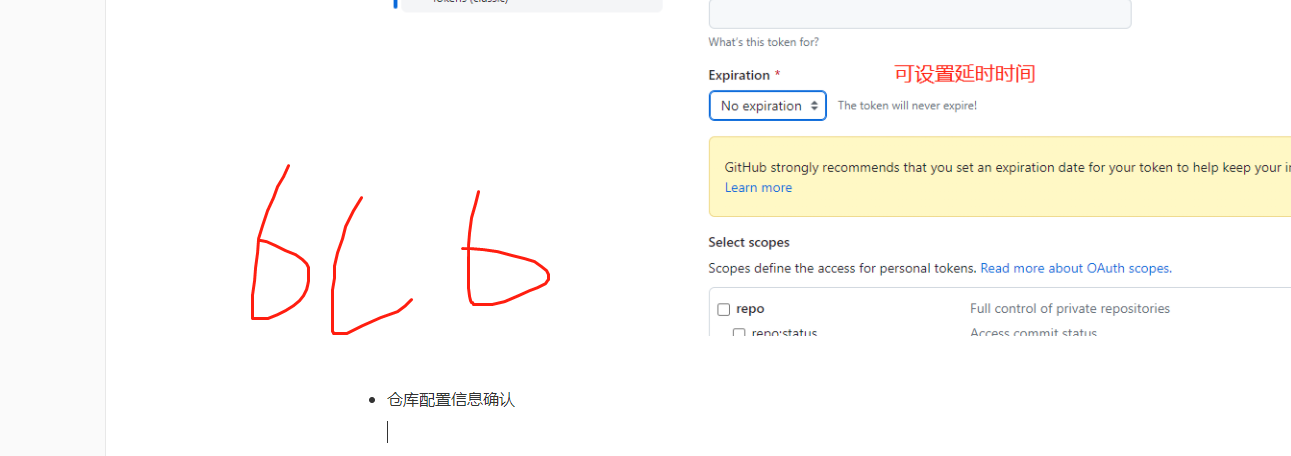 Tokens (classic)
What's this token for?
Expiration *
可设置延时时间
No expiration
The token will never expire!
GitHub strongly recommends that you set an expiration date for your token to help keep your
Learn more
Select scopes
Scopes define the access for personal tokens. Read more about OAuth scopes.
repo
Full control of private repositories
repo:status
Access commit status
b L b
仓库配置信息确认